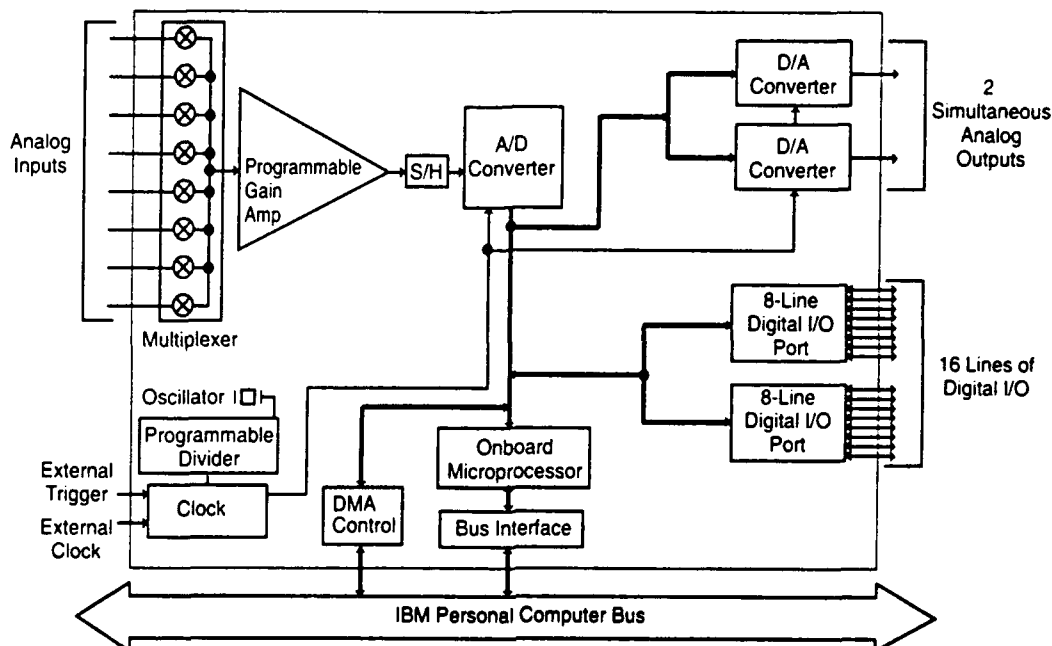 Analog
Inputs
Multiplexer
Programmable
Gain
Amp
S/H
A/D
Converter
D/A
Converter
D/A
Converter
2
Simultaneous
Analog
Outputs
8-Line
Digital I/O
Port
8-Line
Digital I/O
Port
16 Lines of
Digital I/O
Oscillator
Programmable
Divider
External
Trigger
External
Clock
Clock
DMA
Control
Onboard
Microprocessor
Bus Interface
IBM Personal Computer Bus